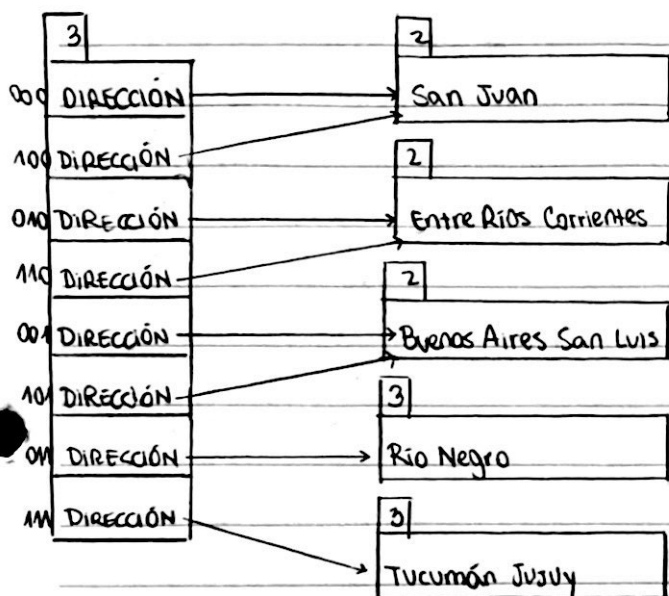 3
2
000 DIRECCIÓN
San Juan
100 DIRECCIÓN
2
010 DIRECCIÓN
Entre Ríos Corrientes
110 DIRECCIÓN
2
001 DIRECCIÓN
Buenos Aires San Luis
101 DIRECCIÓN
3
011 DIRECCIÓN
Río Negro
111 DIRECCIÓN
3
Tucumán Jujuy